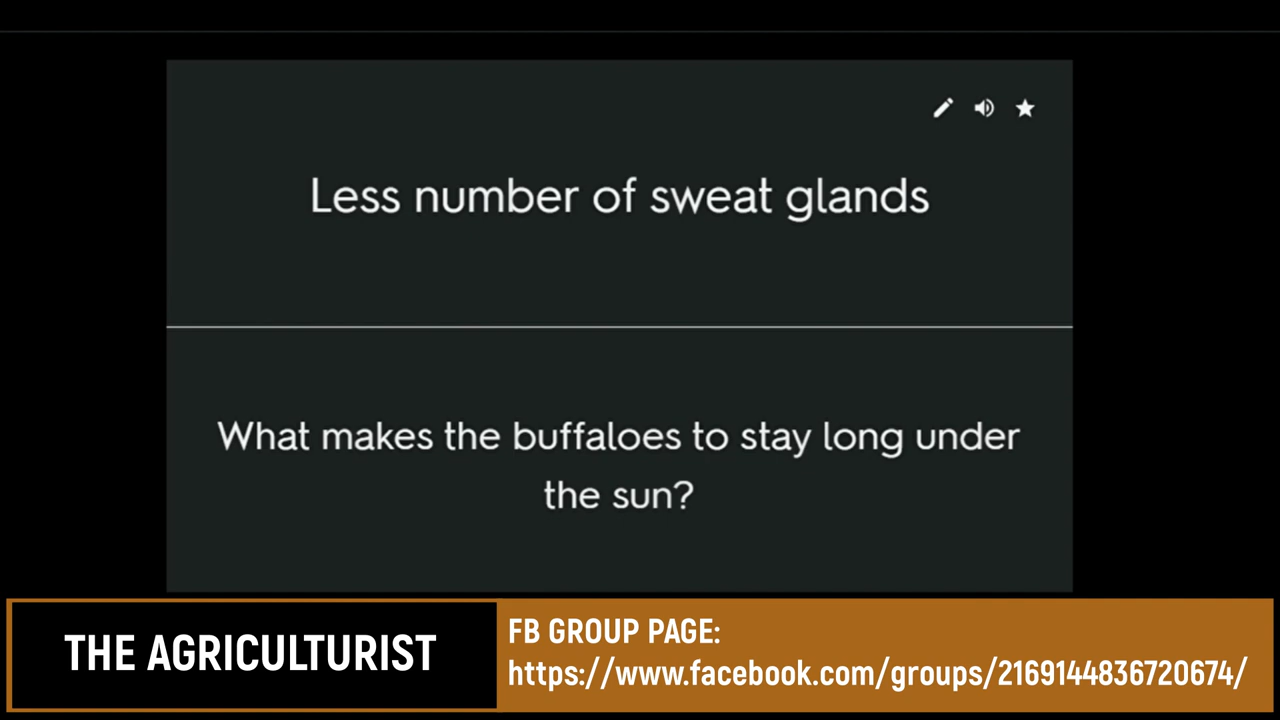 Less number of sweat glands
What makes the buffaloes to stay long under
the sun?
THE AGRICULTURIST
FB GROUP PAGE:
https://www.facebook.com/groups/2169144836720674/